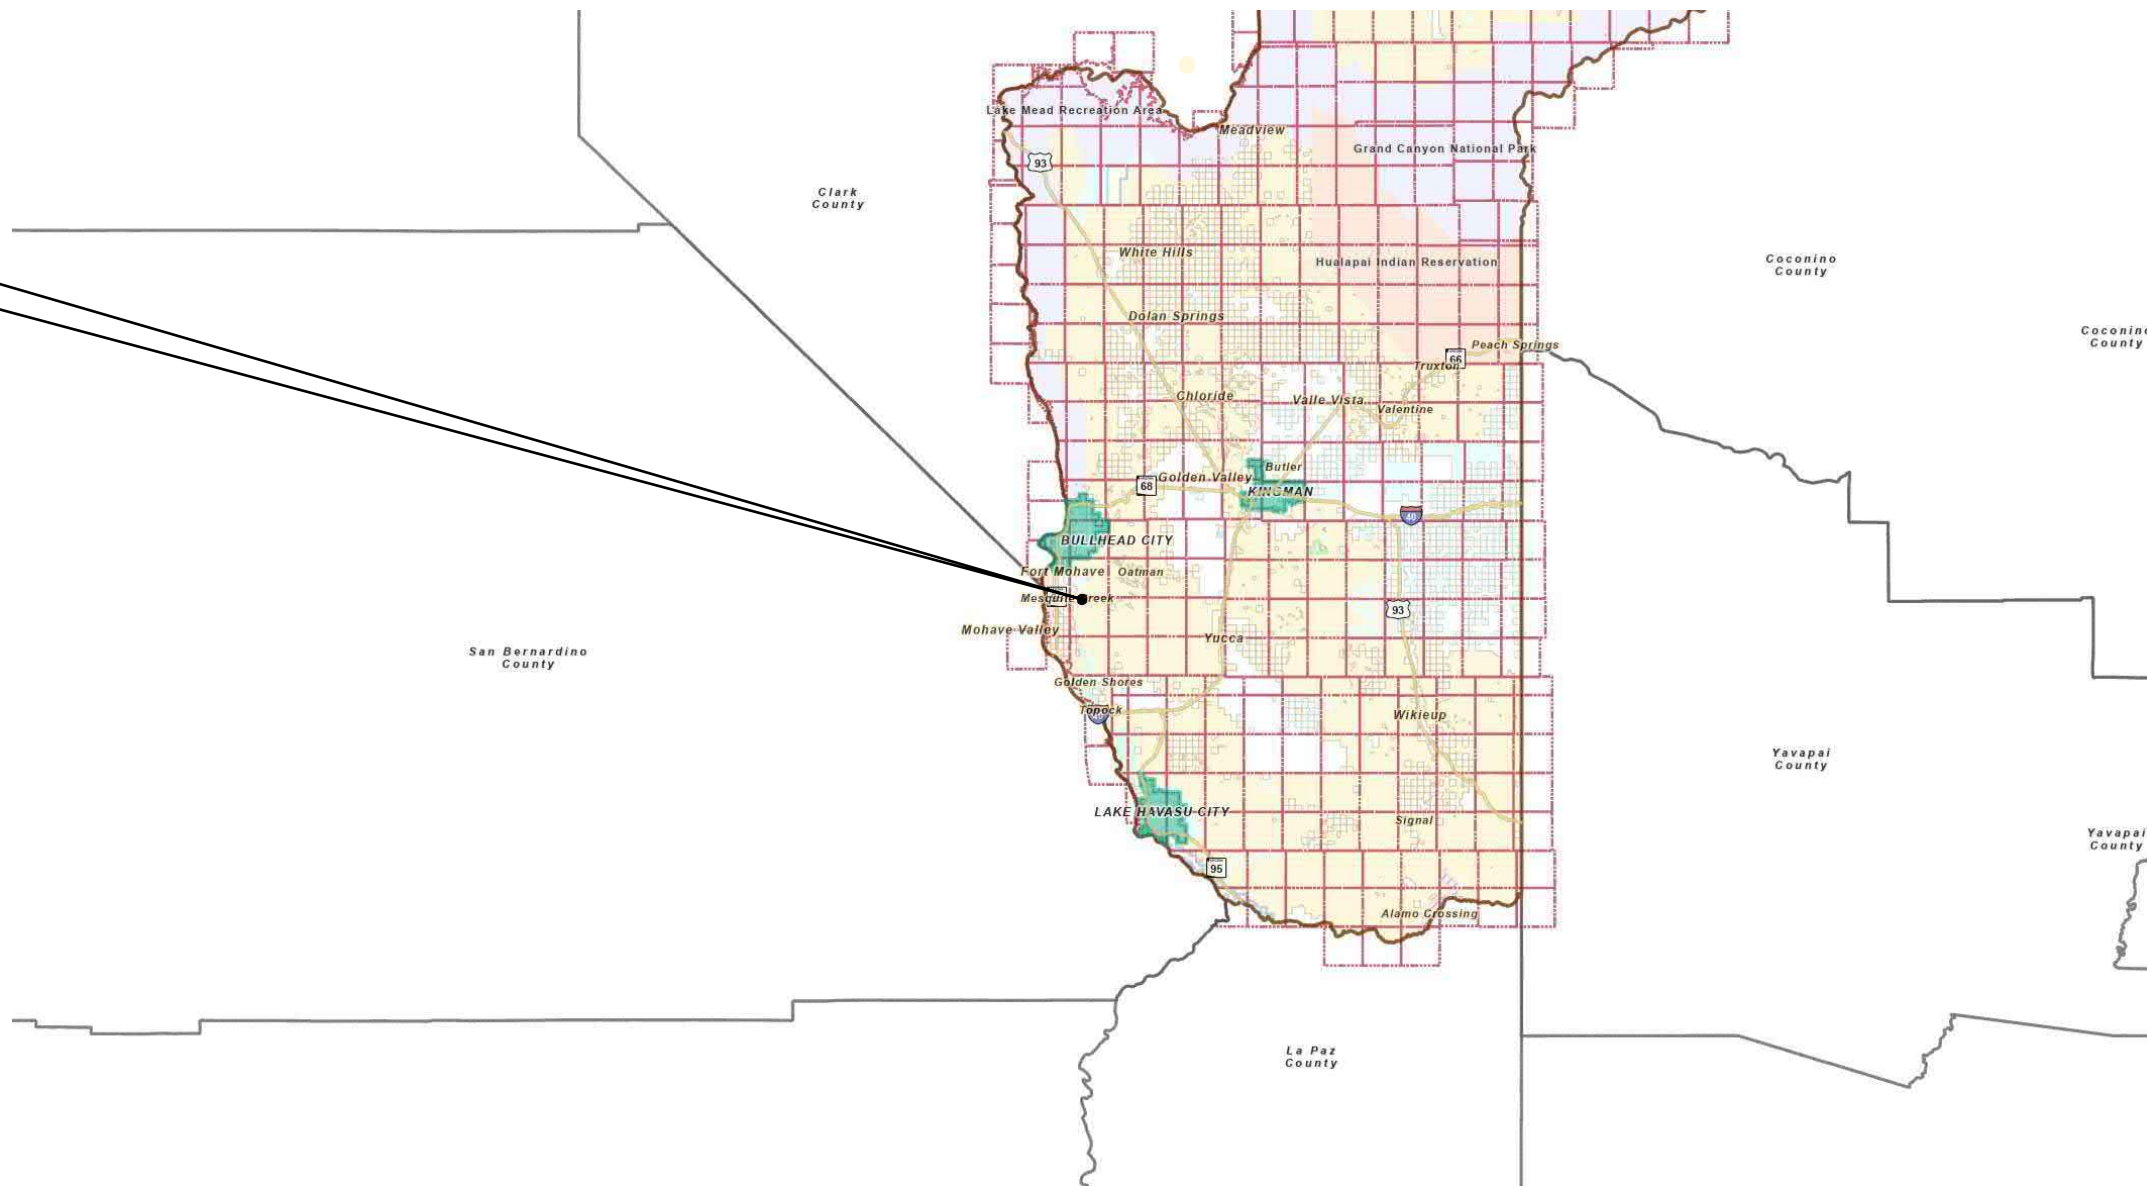 Lake Mead Recreation Area
Meadview
93
Grand Canyon National Park
Clark
County
White Hills
Hualapai Indian Reservation
Coconino
County
Dolan Springs
Coconino
County
Peach Springs
66
Truxton
Chloride
Valle Vista
Valentine
Butler
Golden Valley
68
KINGMAN
40
BULLHEAD CITY
Fort Mohave
Oatman
Mesquite Creek
93
Mohave Valley
Yucca
San Bernardino
County
Golden Shores
Topock
40
Wikieup
Yavapai
County
LAKE HAVASU CITY
Signal
Yavapai
County
95
Alamo Crossing
La Paz
County